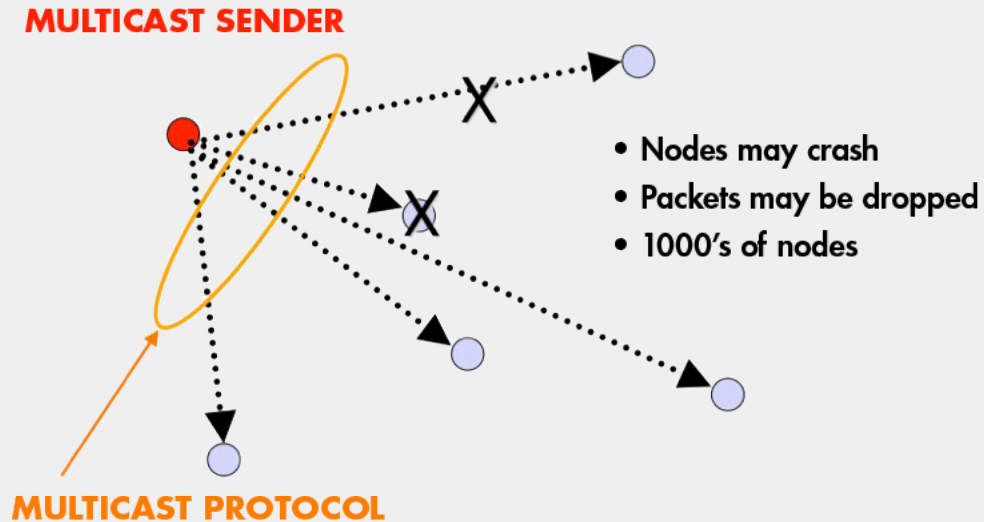 MULTICAST SENDER
X
• Nodes may crash
X
• Packets may be dropped
• 1000's of nodes
MULTICAST PROTOCOL